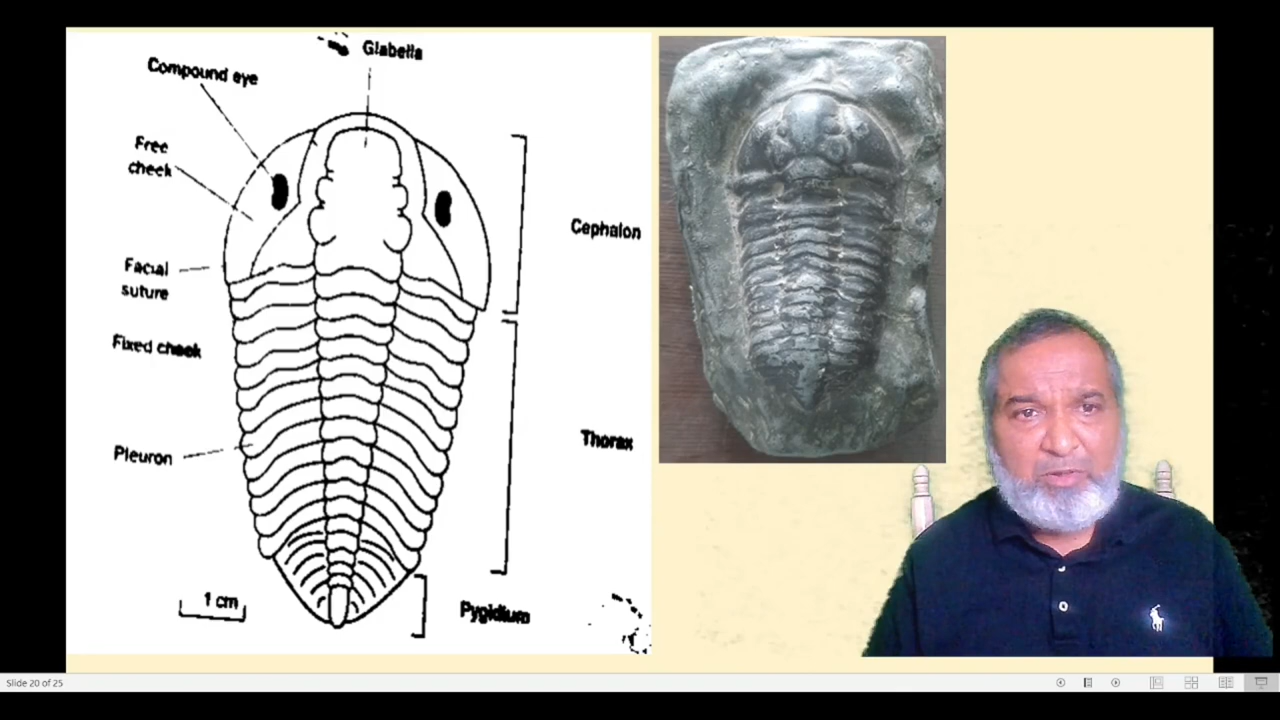 Glabella
Compound eye
Free
cheek
Cephalon
Facial
suture
Fixed cheek
Thorax
Pleuron
1 cm
Pygidium
Slide 20 of 25